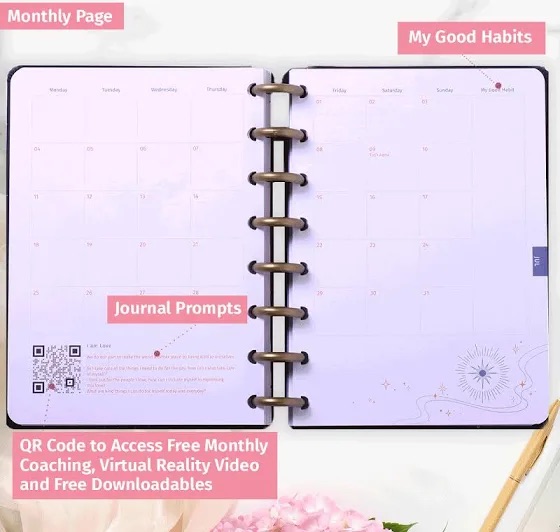 Monthly Page
My Good Habits
Monday Tuesday Wednesday Thursday
Friday Saturday Sunday My Good Habit
01 02 03
04 05 06 07
08 09 10
11 12 13 14
15 16 17
18 19 20 21
22 23 24
25 26 27 28
29 30 31
JUL
Journal Prompts
I am Love
QR Code to Access Free Monthly
Coaching, Virtual Reality Video
and Free Downloadables